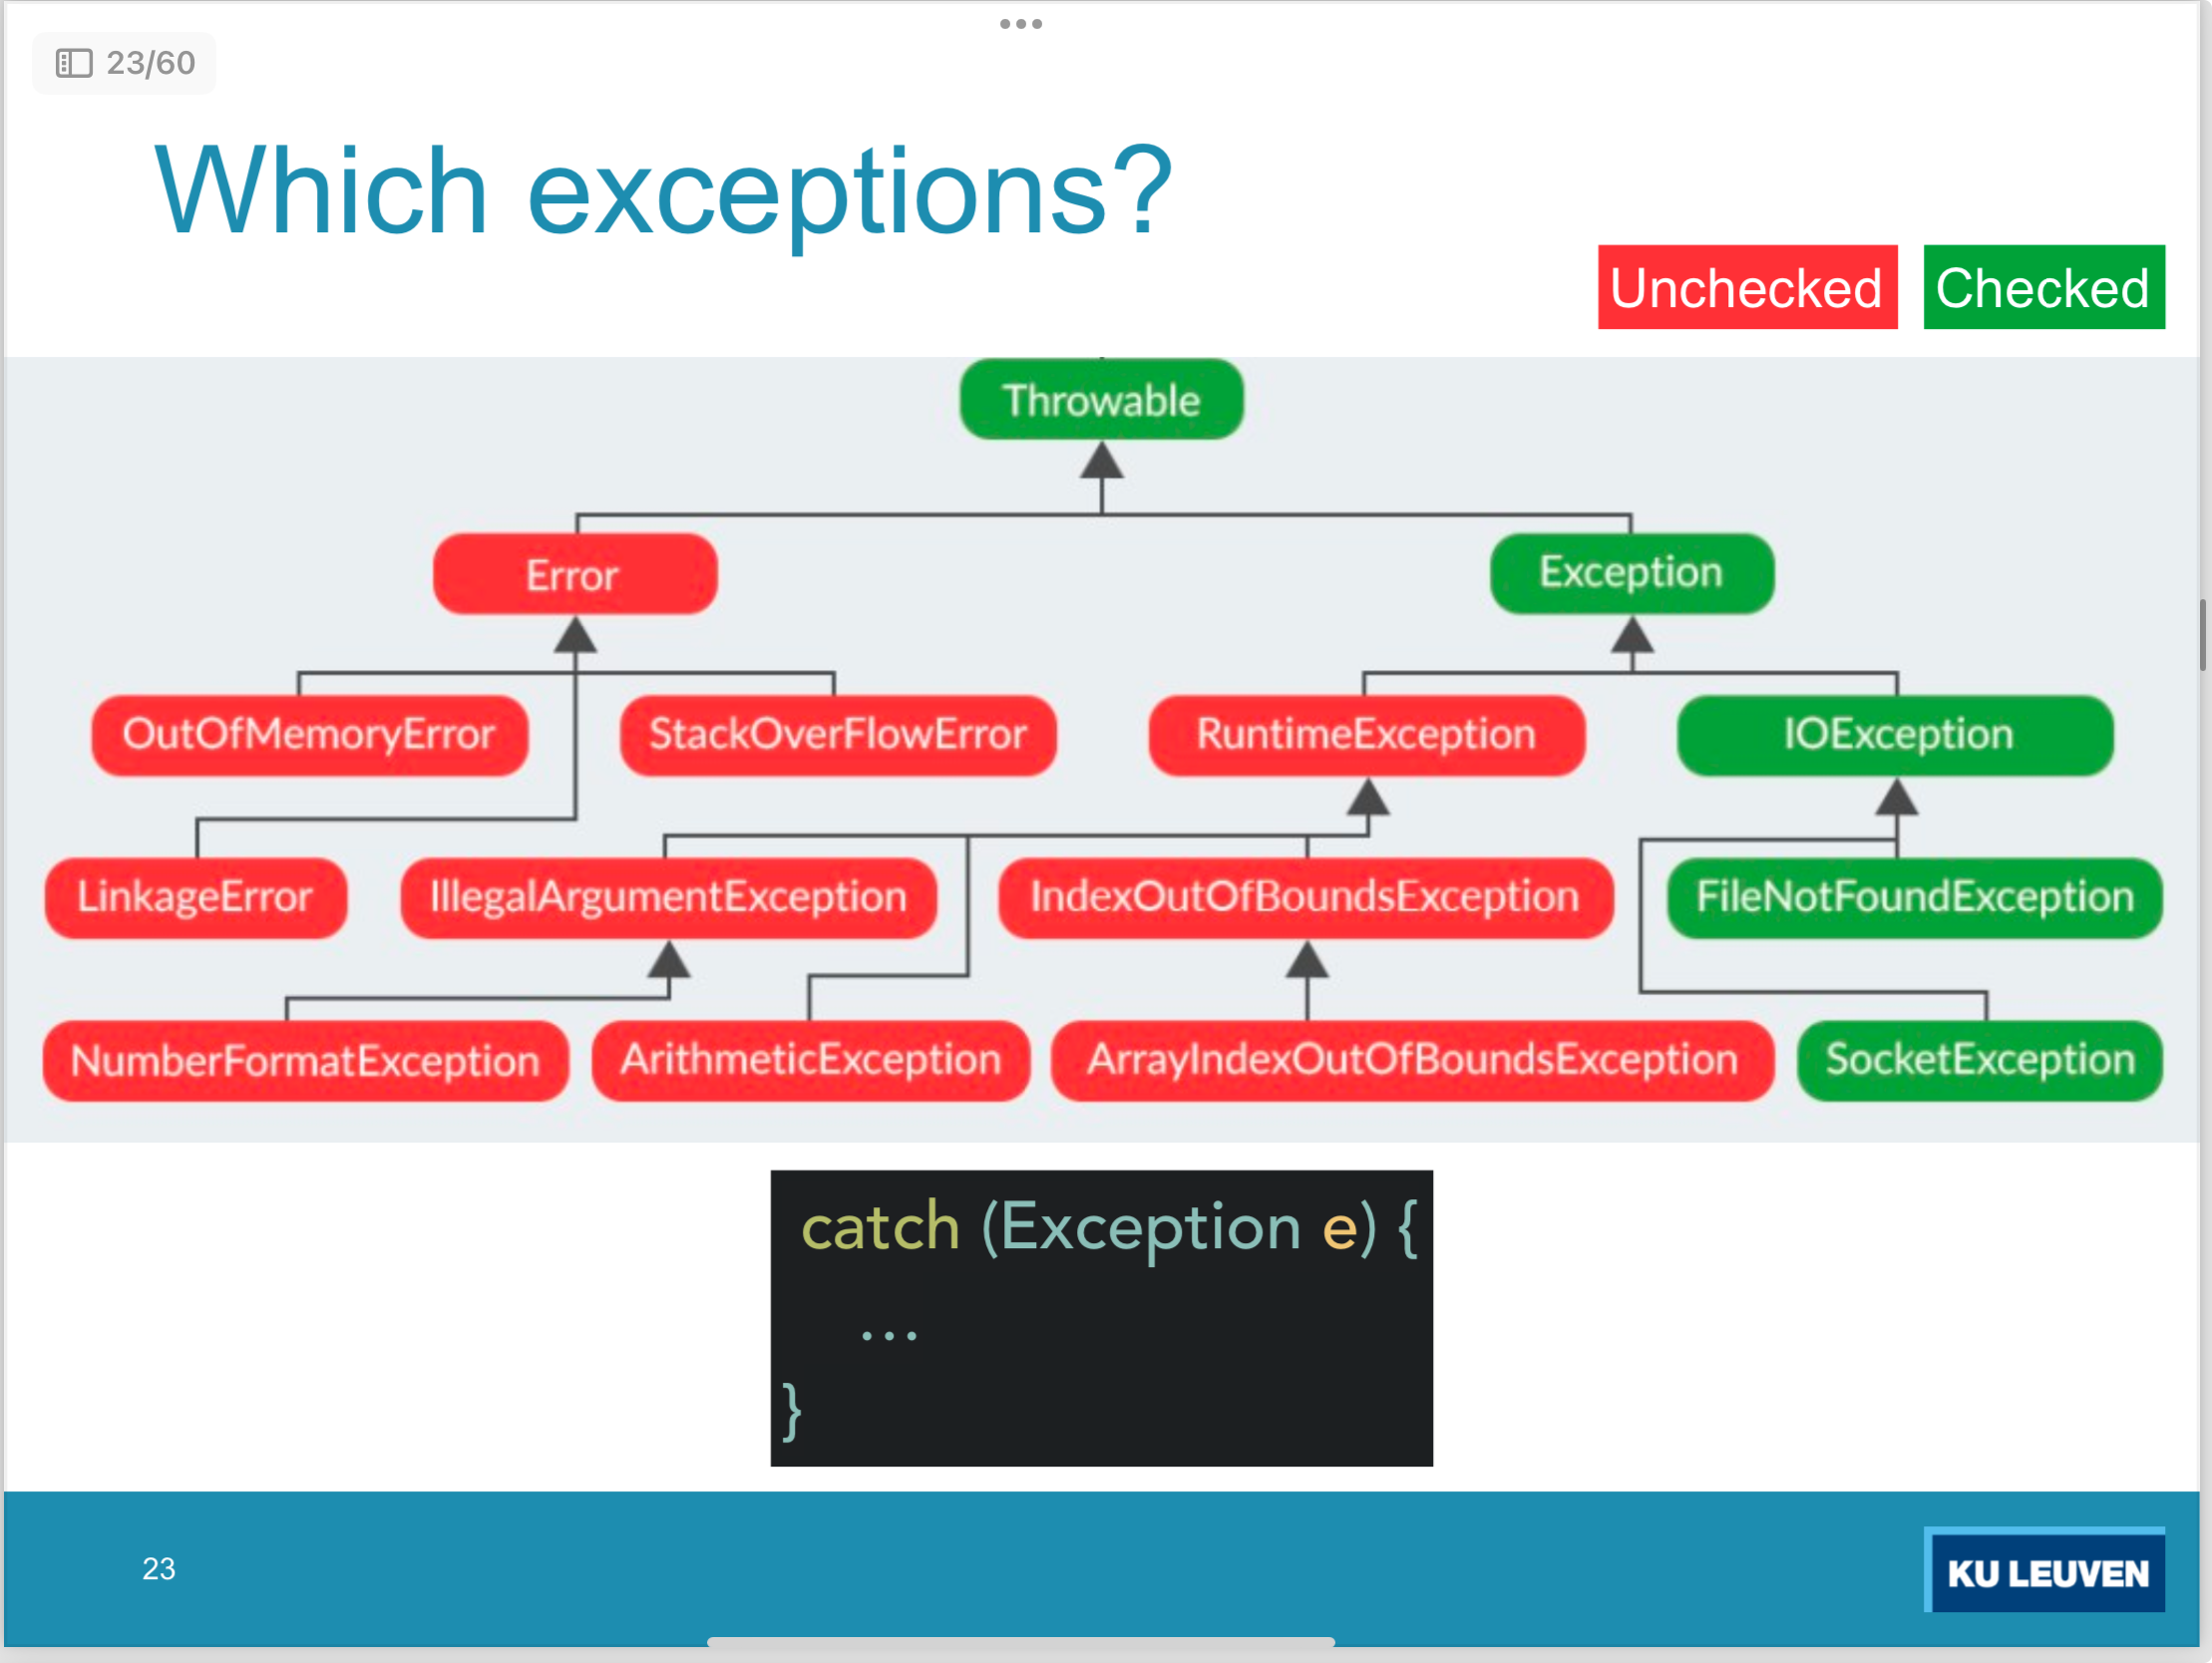 23/60
Which exceptions?
Unchecked
Checked
Throwable
Error
Exception
OutOfMemoryError
StackOverFlowError
RuntimeException
IOException
LinkageError
IllegalArgumentException
IndexOutOfBoundsException
FileNotFoundException
NumberFormatException
ArithmeticException
ArrayIndexOutOfBoundsException
SocketException
catch (Exception e) {
...
}
23
KU LEUVEN